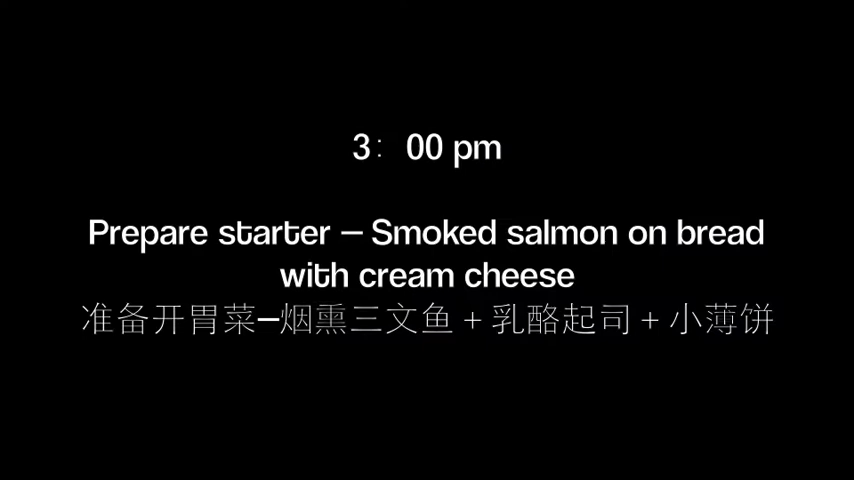 3：00 pm
Prepare starter – Smoked salmon on bread
with cream cheese
准备开胃菜–烟熏三文鱼 + 乳酪起司 + 小薄饼